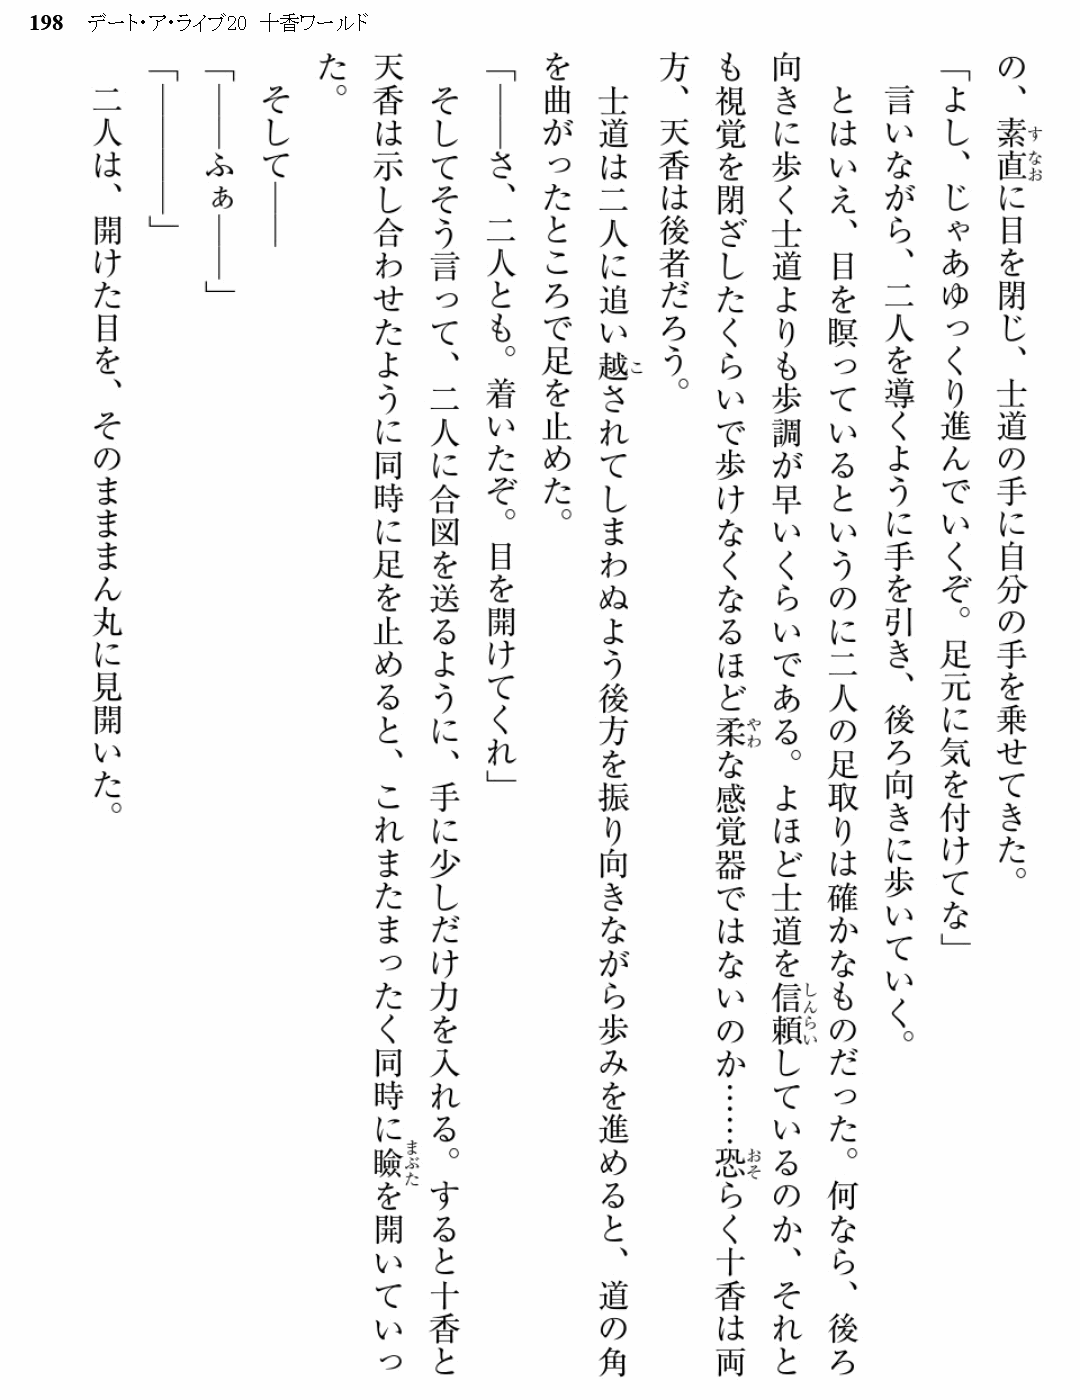 198 デート・ア・ライブ20 十香ワールド
の、素直に目を閉じ、士道の手に自分の手を乗せてきた。
「よし、じゃあゆっくり進んでいくぞ。足元に気を付けてな」
言いながら、二人を導くように手を引き、後ろ向きに歩いていく。
とはいえ、目を瞑っているというのに二人の足取りは確かなものだった。何なら、後ろ
向きに歩く士道よりも歩調が早いくらいである。よほど士道を信頼しているのか、それと
も視覚を閉ざしたくらいで歩けなくなるほど柔な感覚器ではないのか……恐らく十香は両
方、天香は後者だろう。
士道は二人に追い越されてしまわぬよう後方を振り向きながら歩みを進めると、道の角
を曲がったところで足を止めた。
「――さ、二人とも。着いたぞ。目を開けてくれ」
そしてそう言って、二人に合図を送るように、手に少しだけ力を入れる。すると十香と
天香は示し合わせたように同時に足を止めると、これまたまったく同時に瞼を開いていっ
た。
そして――
「――ふぁ――」
「――――」
二人は、開けた目を、そのまままん丸に見開いた。